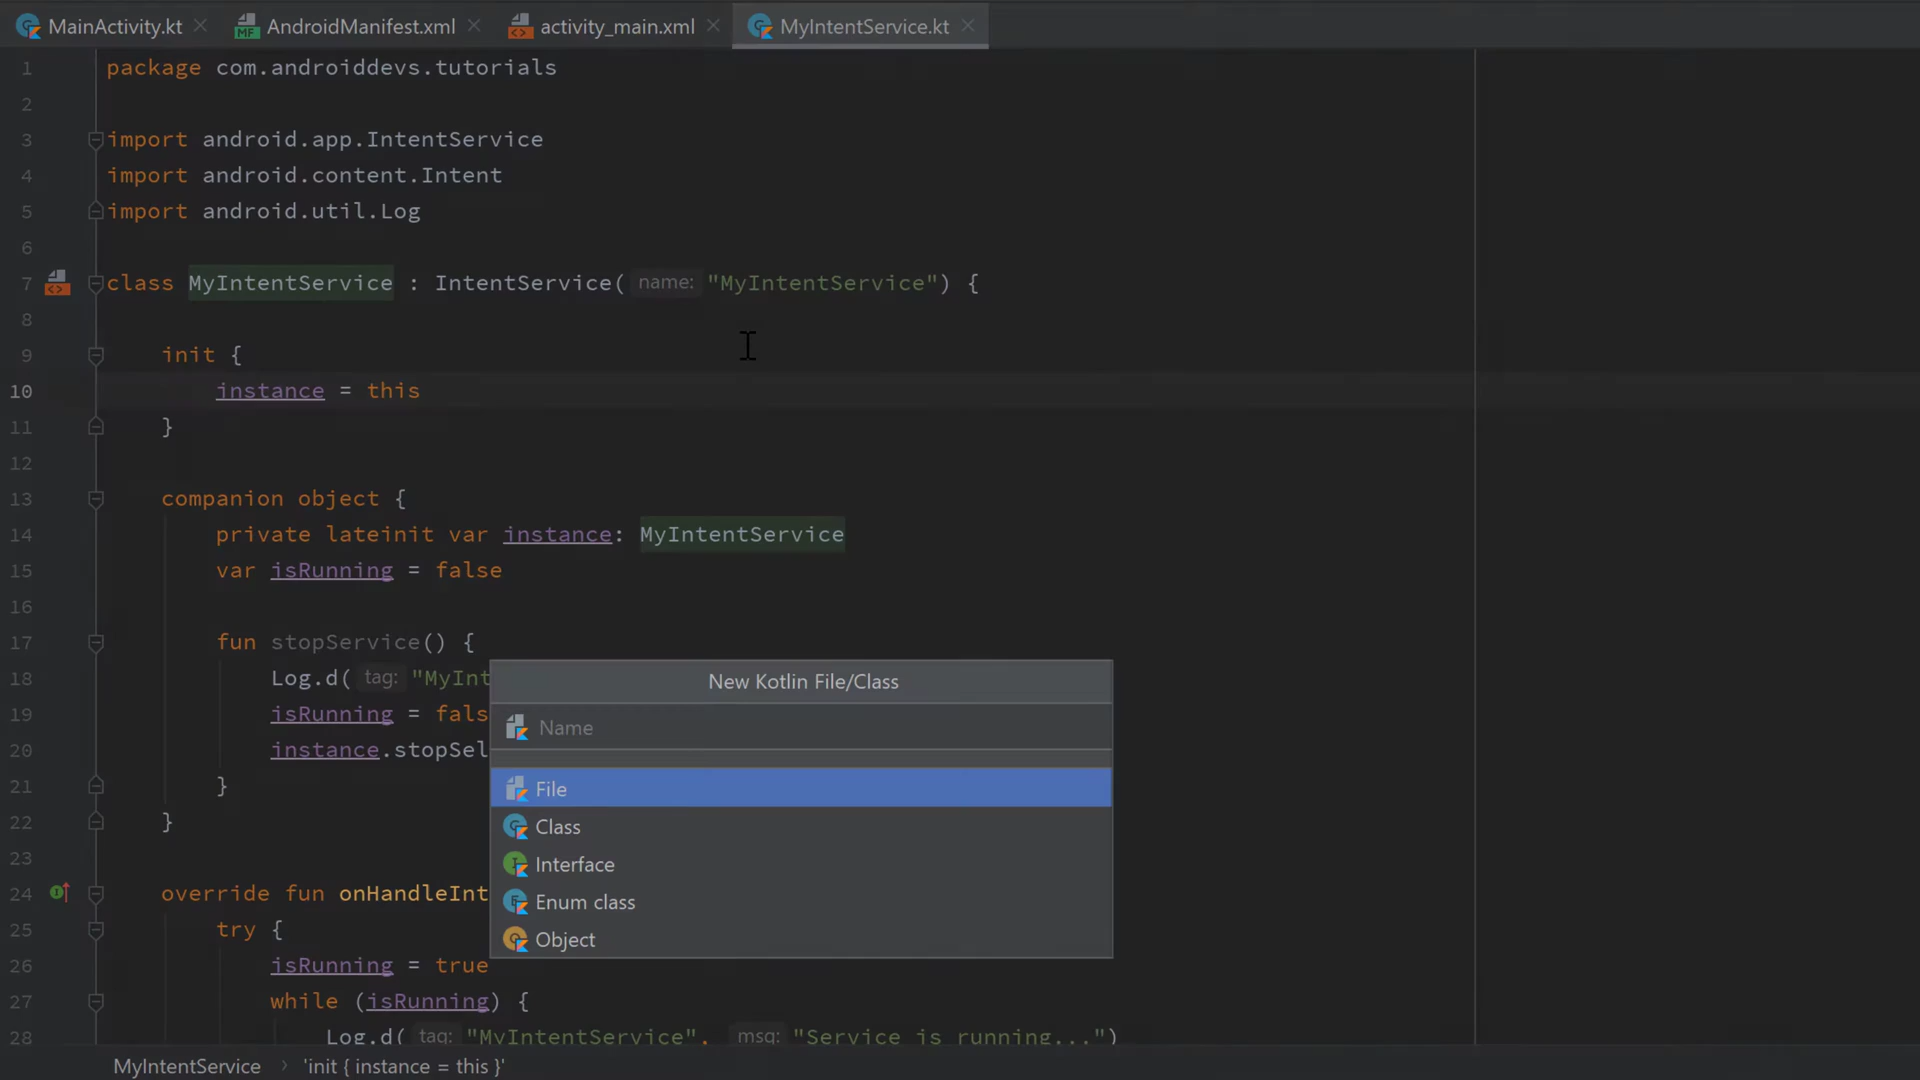 MainActivity.kt AndroidManifest.xml activity_main.xml MyIntentService.kt
1 package com.androiddevs.tutorials
2
3 import android.app.IntentService
4 import android.content.Intent
5 import android.util.Log
6
7 class MyIntentService : IntentService( name: "MyIntentService") {
8
9 init {
10 instance = this
11 }
12
13 companion object {
14 private lateinit var instance: MyIntentService
15 var isRunning = false
16
17 fun stopService() {
18 Log.d( tag: "MyInt
19 isRunning = fals
20 instance.stopSel
21 }
22 }
23
24 override fun onHandleInt
25 try {
26 isRunning = true
27 while (isRunning) {
28 Log.d( tag: "MyIntentService", msg: "Service is running...")
New Kotlin File/Class
Name
File
Class
Interface
Enum class
Object
MyIntentService › 'init { instance = this }'